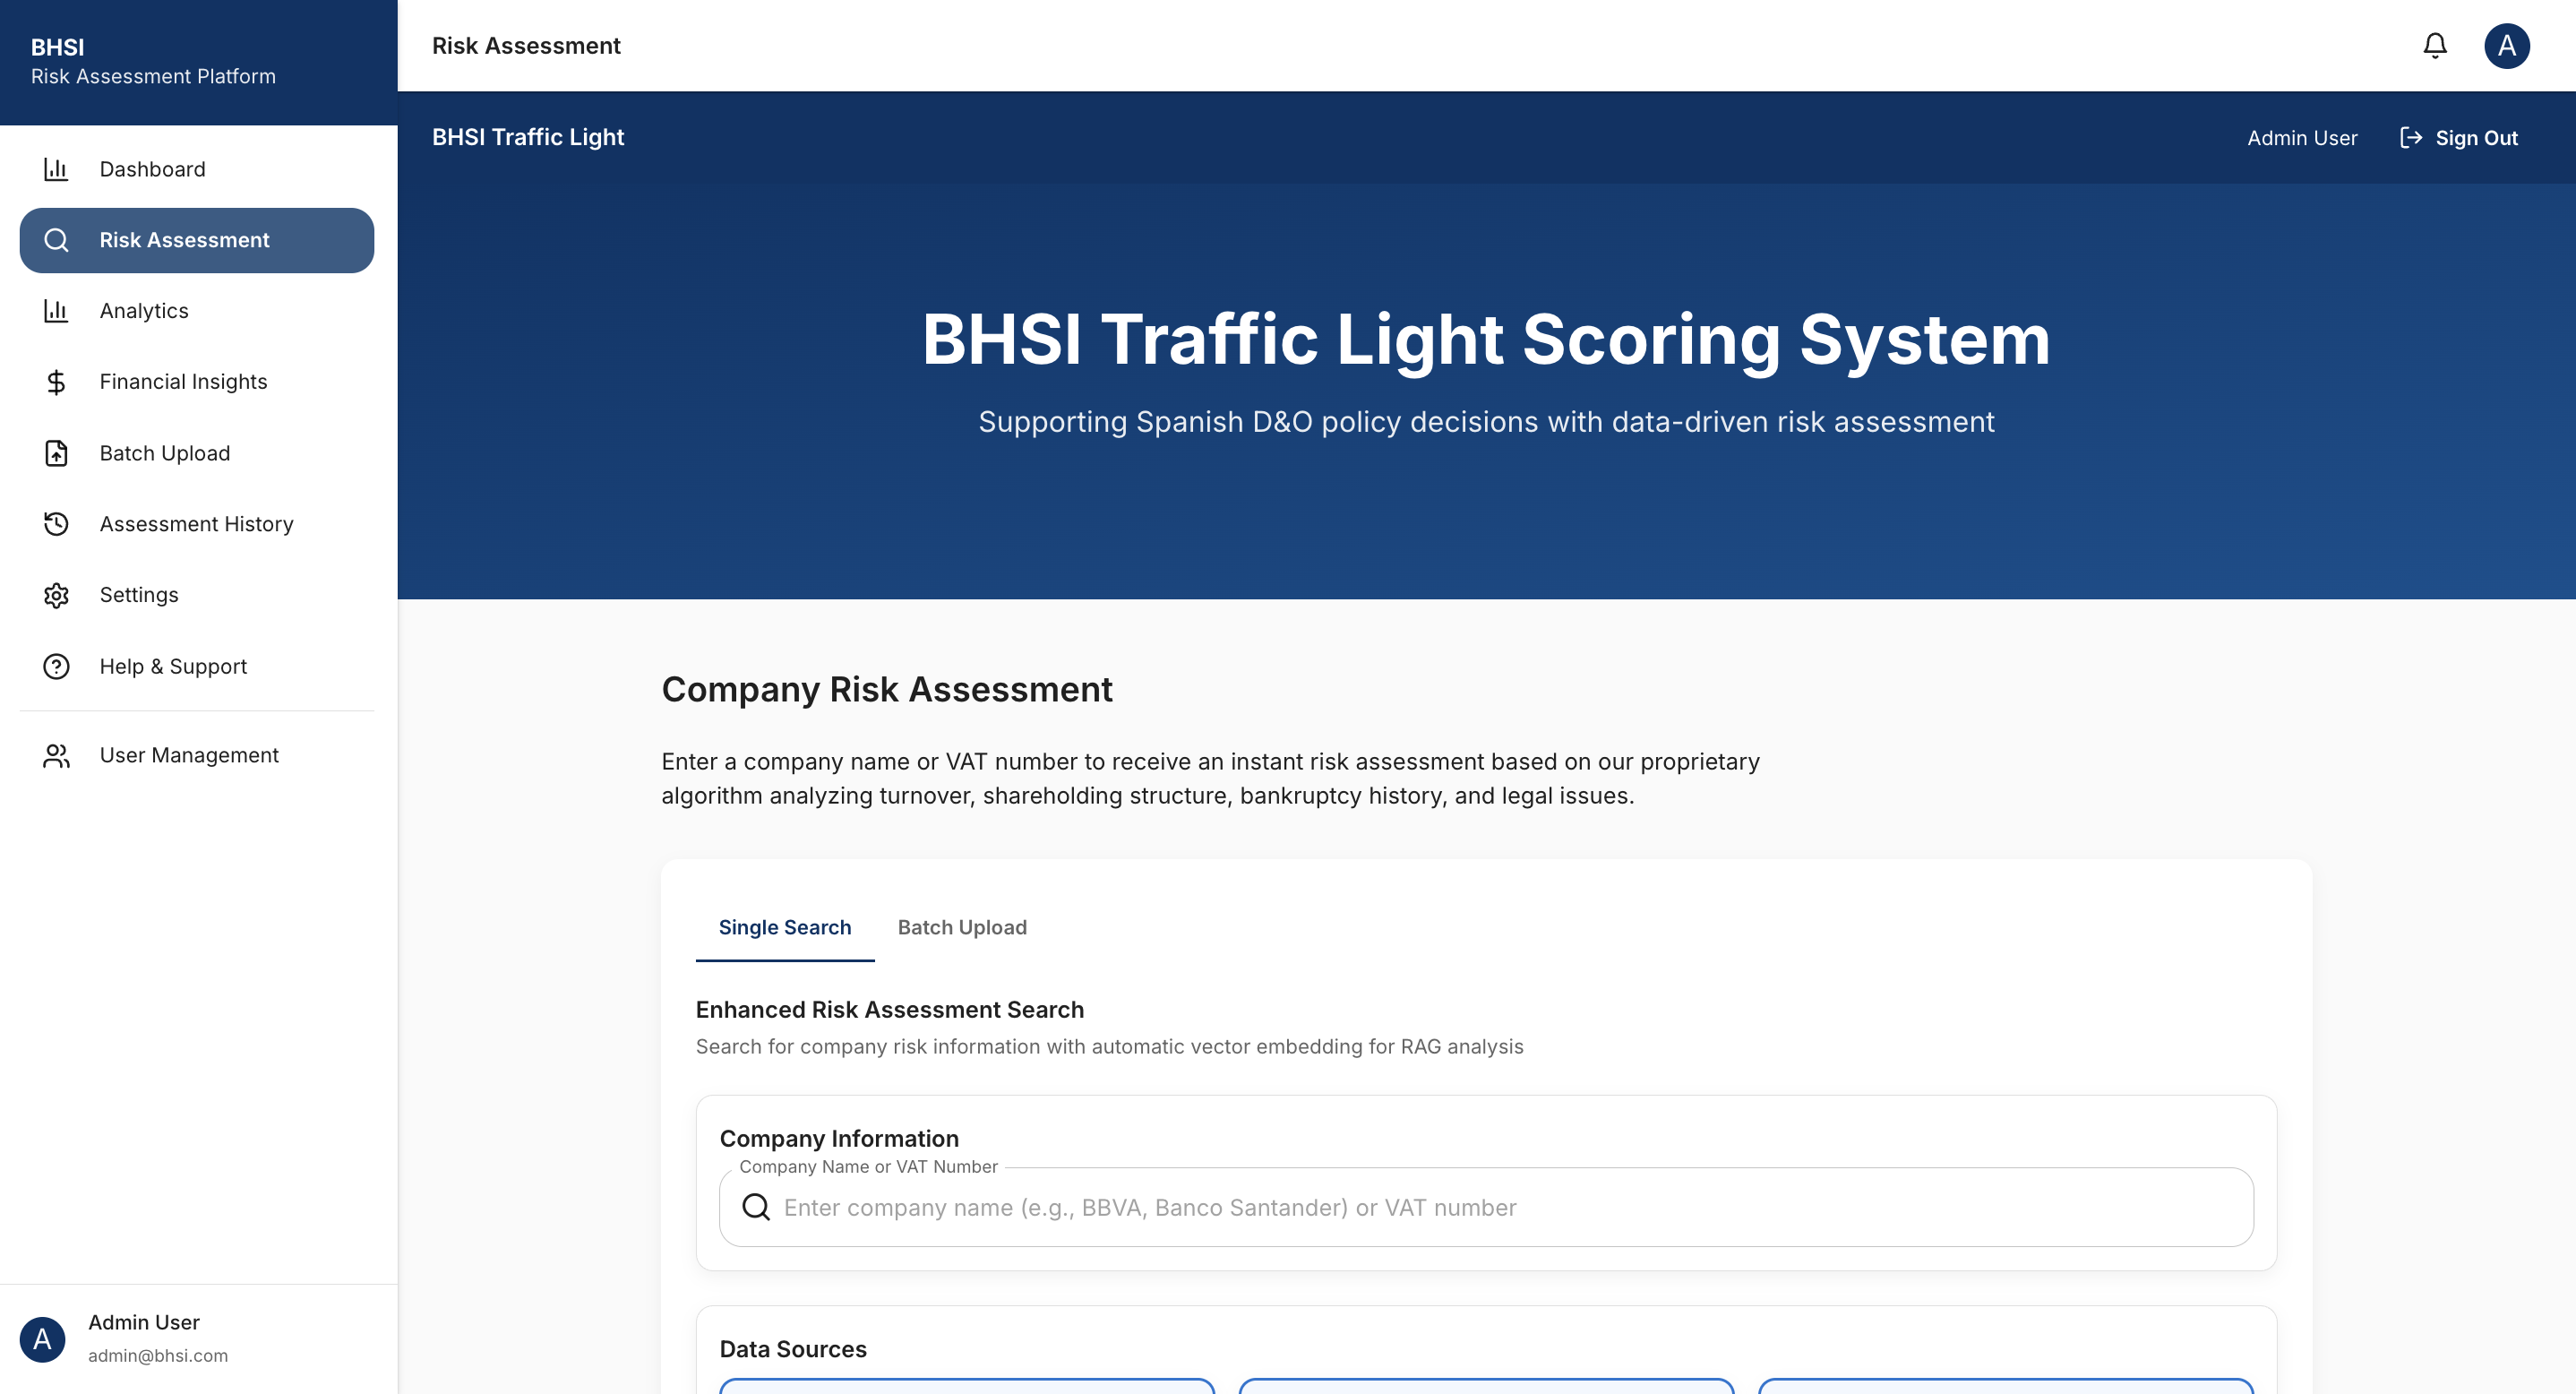 BHSI
Risk Assessment Platform
Dashboard
Risk Assessment
Analytics
Financial Insights
Batch Upload
Assessment History
Settings
Help & Support
User Management
A
Admin User
admin@bhsi.com
Risk Assessment
A
BHSI Traffic Light
Admin User
Sign Out
BHSI Traffic Light Scoring System
Supporting Spanish D&O policy decisions with data-driven risk assessment
Company Risk Assessment
Enter a company name or VAT number to receive an instant risk assessment based on our proprietary
algorithm analyzing turnover, shareholding structure, bankruptcy history, and legal issues.
Single Search
Batch Upload
Enhanced Risk Assessment Search
Search for company risk information with automatic vector embedding for RAG analysis
Company Information
Company Name or VAT Number
Enter company name (e.g., BBVA, Banco Santander) or VAT number
Data Sources